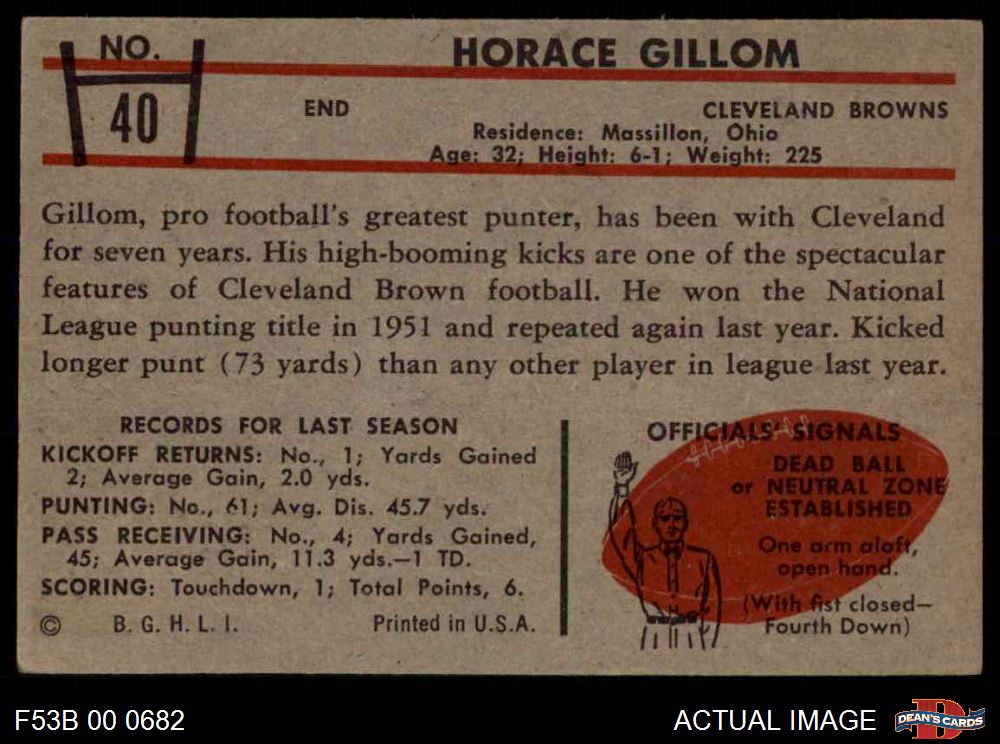 NO.
40
HORACE GILLOM
END
CLEVELAND BROWNS
Residence: Massillon, Ohio
Age: 32; Height: 6-1; Weight: 225
Gillom, pro football's greatest punter, has been with Cleveland
for seven years. His high-booming kicks are one of the spectacular
features of Cleveland Brown football. He won the National
League punting title in 1951 and repeated again last year. Kicked
longer punt (73 yards) than any other player in league last year.
RECORDS FOR LAST SEASON
KICKOFF RETURNS: No., 1; Yards Gained
2; Average Gain, 2.0 yds.
PUNTING: No., 61; Avg. Dis. 45.7 yds.
PASS RECEIVING: No., 4; Yards Gained,
45; Average Gain, 11.3 yds.—1 TD.
SCORING: Touchdown, 1; Total Points, 6.
© B. G. H. L. I. Printed in U.S.A.
OFFICIALS' SIGNALS
DEAD BALL
or NEUTRAL ZONE
ESTABLISHED
One arm aloft,
open hand.
(With fist closed—
Fourth Down)
F53B 00 0682
ACTUAL IMAGE
D
DEAN'S CARDS